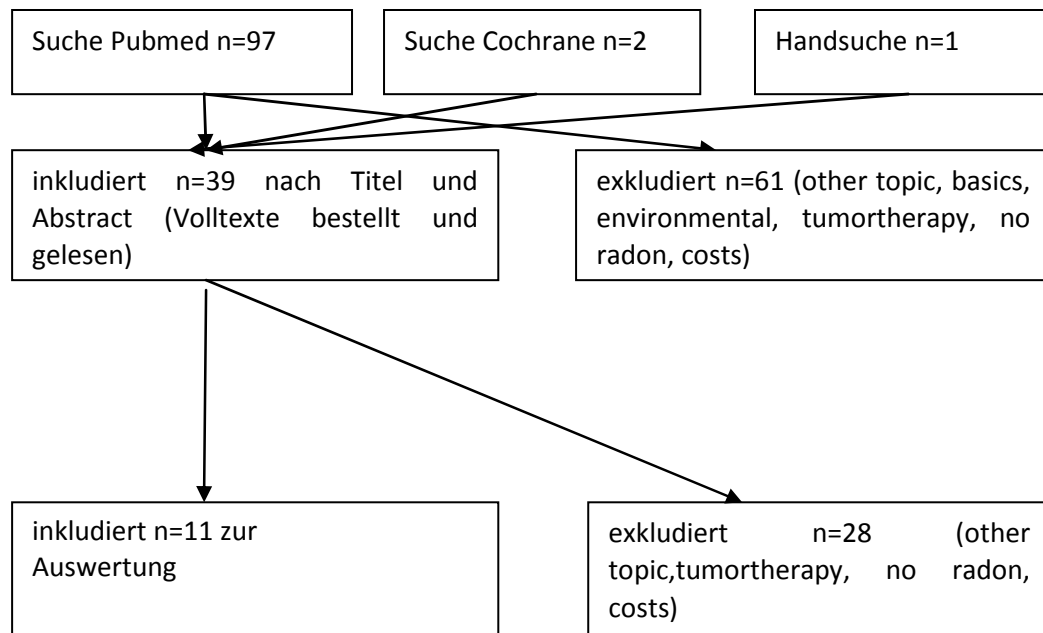 Suche Pubmed n=97
Suche Cochrane n=2
Handsuche n=1
inkludiert n=39 nach Titel und
Abstract (Volltexte bestellt und
gelesen)
exkludiert n=61 (other topic, basics,
environmental, tumortherapy, no
radon, costs)
inkludiert n=11 zur
Auswertung
exkludiert n=28 (other
topic,tumortherapy, no radon,
costs)